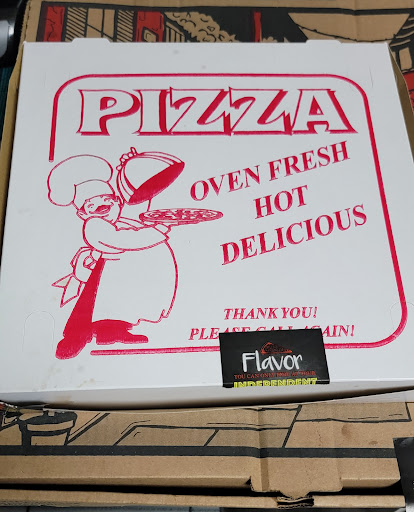 PIZZA
OVEN FRESH
HOT
DELICIOUS
THANK YOU!
PLEASE CALL AGAIN!
Flavor
INDEPENDENT